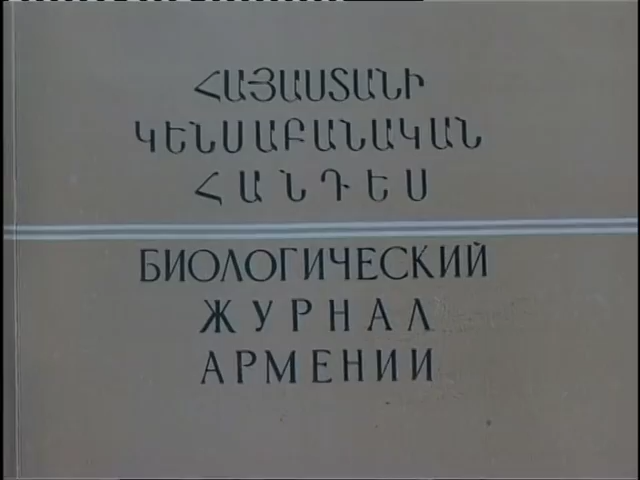 ՀԱՅԱՍՏԱՆԻ
ԿԵՆՍԱԲԱՆԱԿԱՆ
ՀԱՆԴԵՍ
БИОЛОГИЧЕСКИЙ
ЖУРНАЛ
АРМЕНИИ